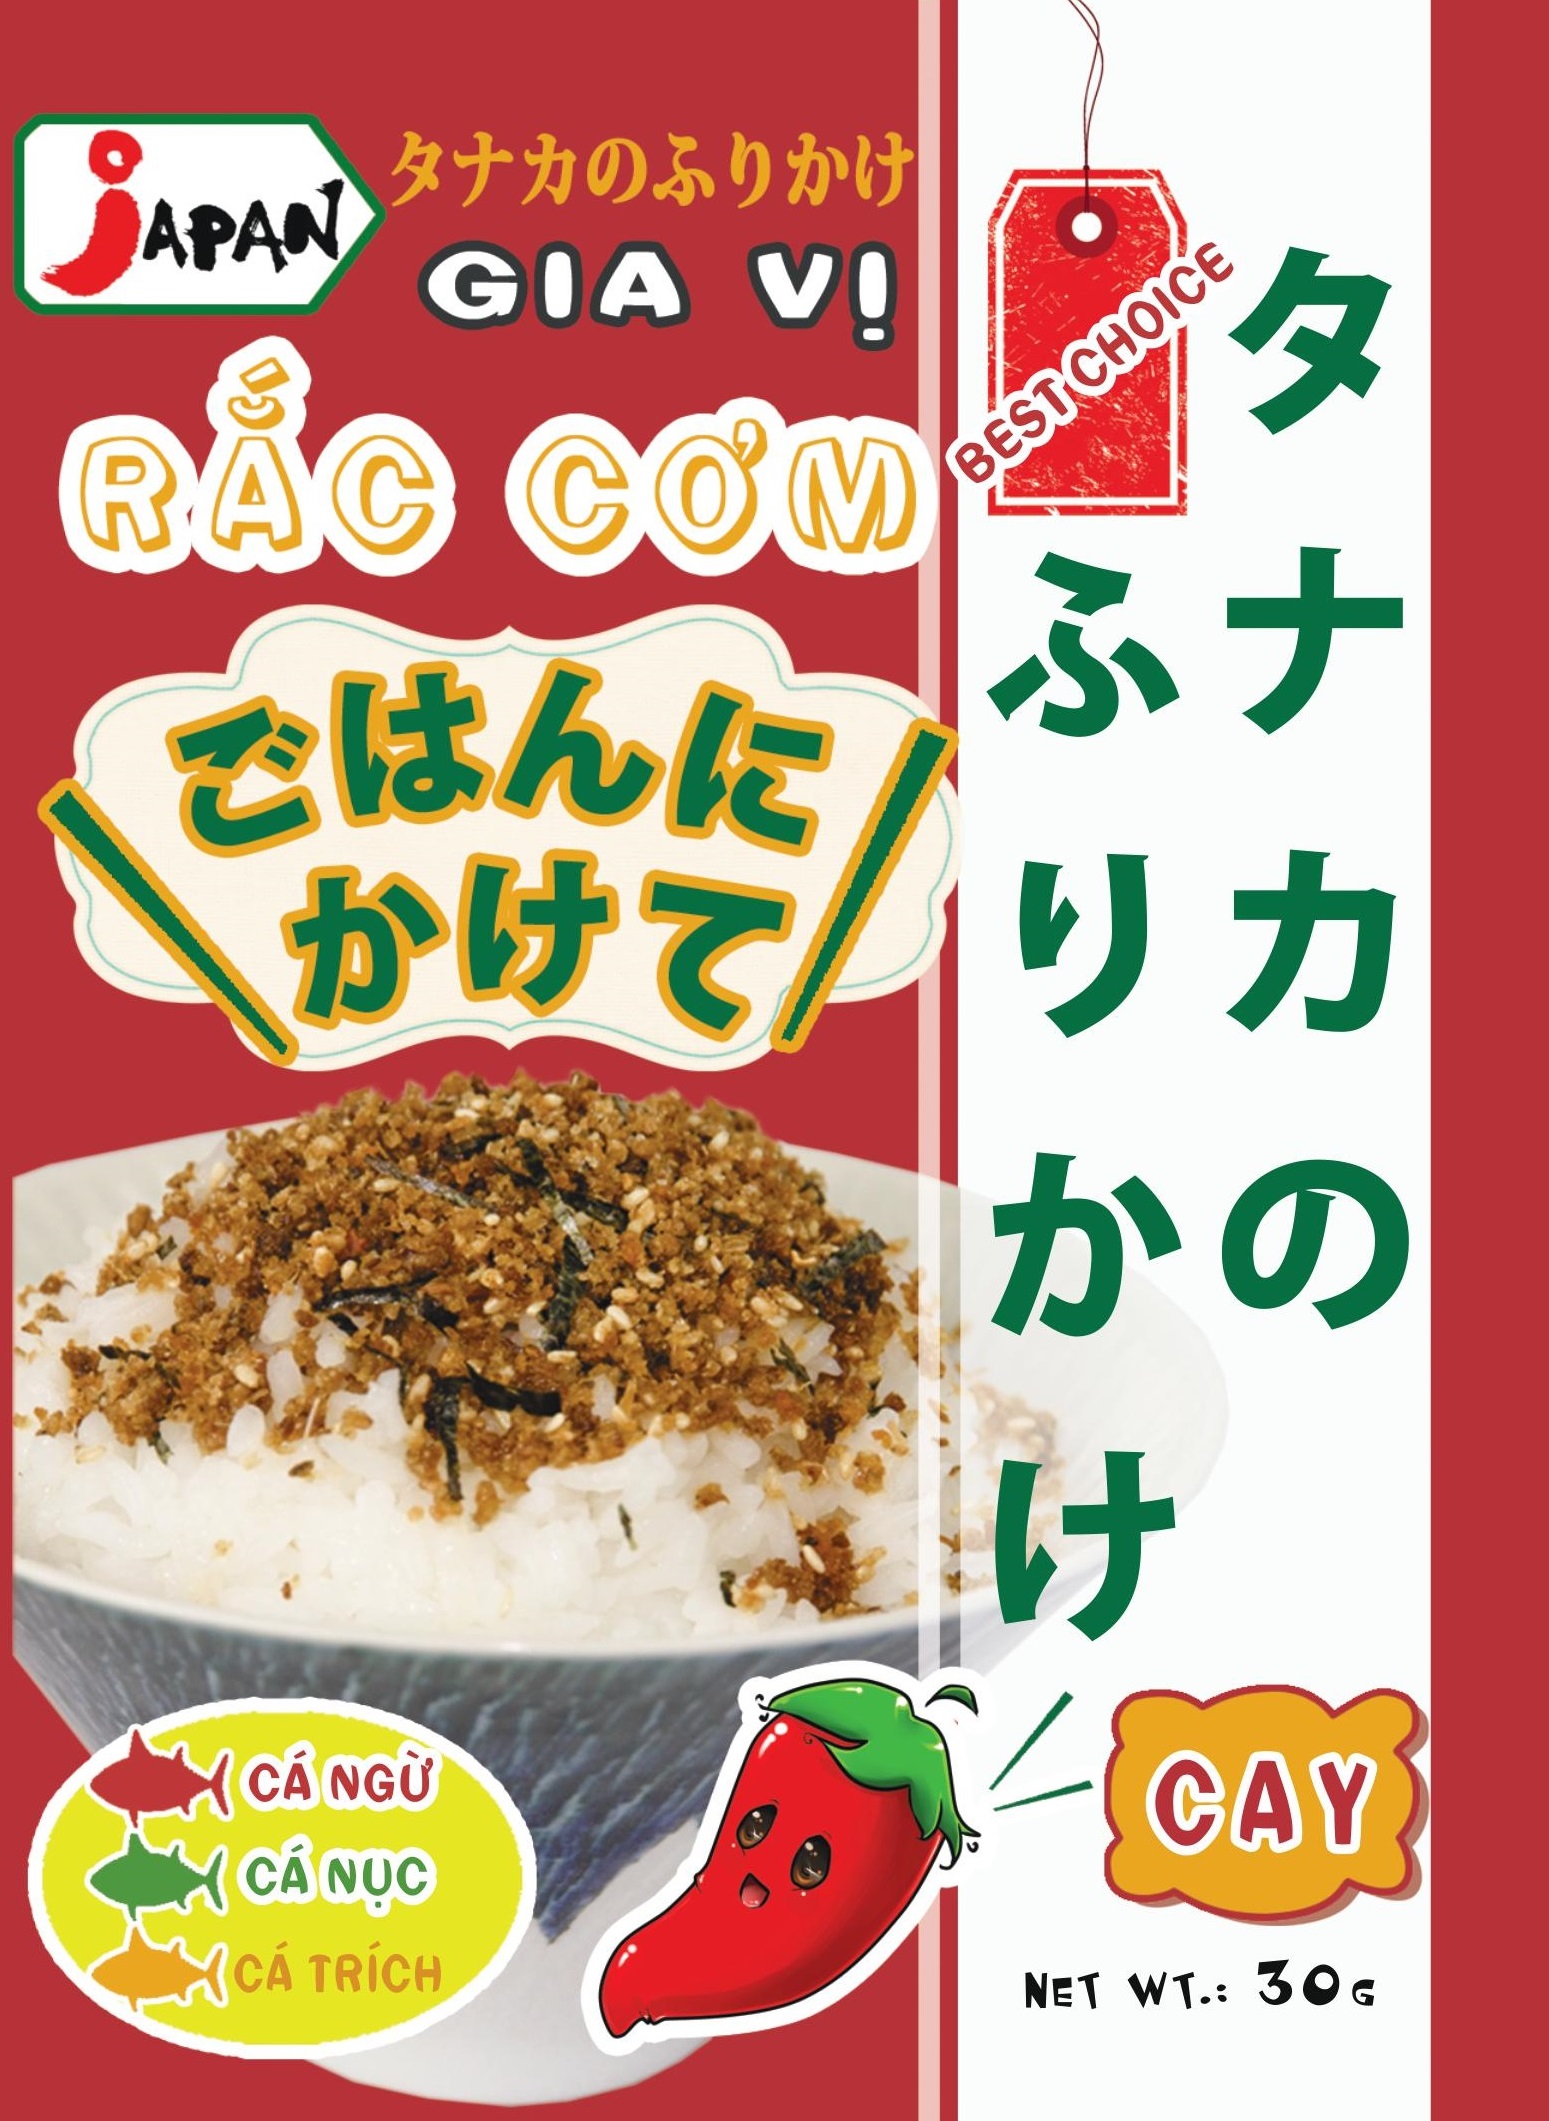 JAPAN
タナカのふりかけ
GIA VỊ
RẮC CƠM
BEST CHOICE
タナカの
ふりかけ
ごはんに
かけて
CÁ NGỪ
CÁ NỤC
CÁ TRÍCH
CAY
NET WT.: 30G